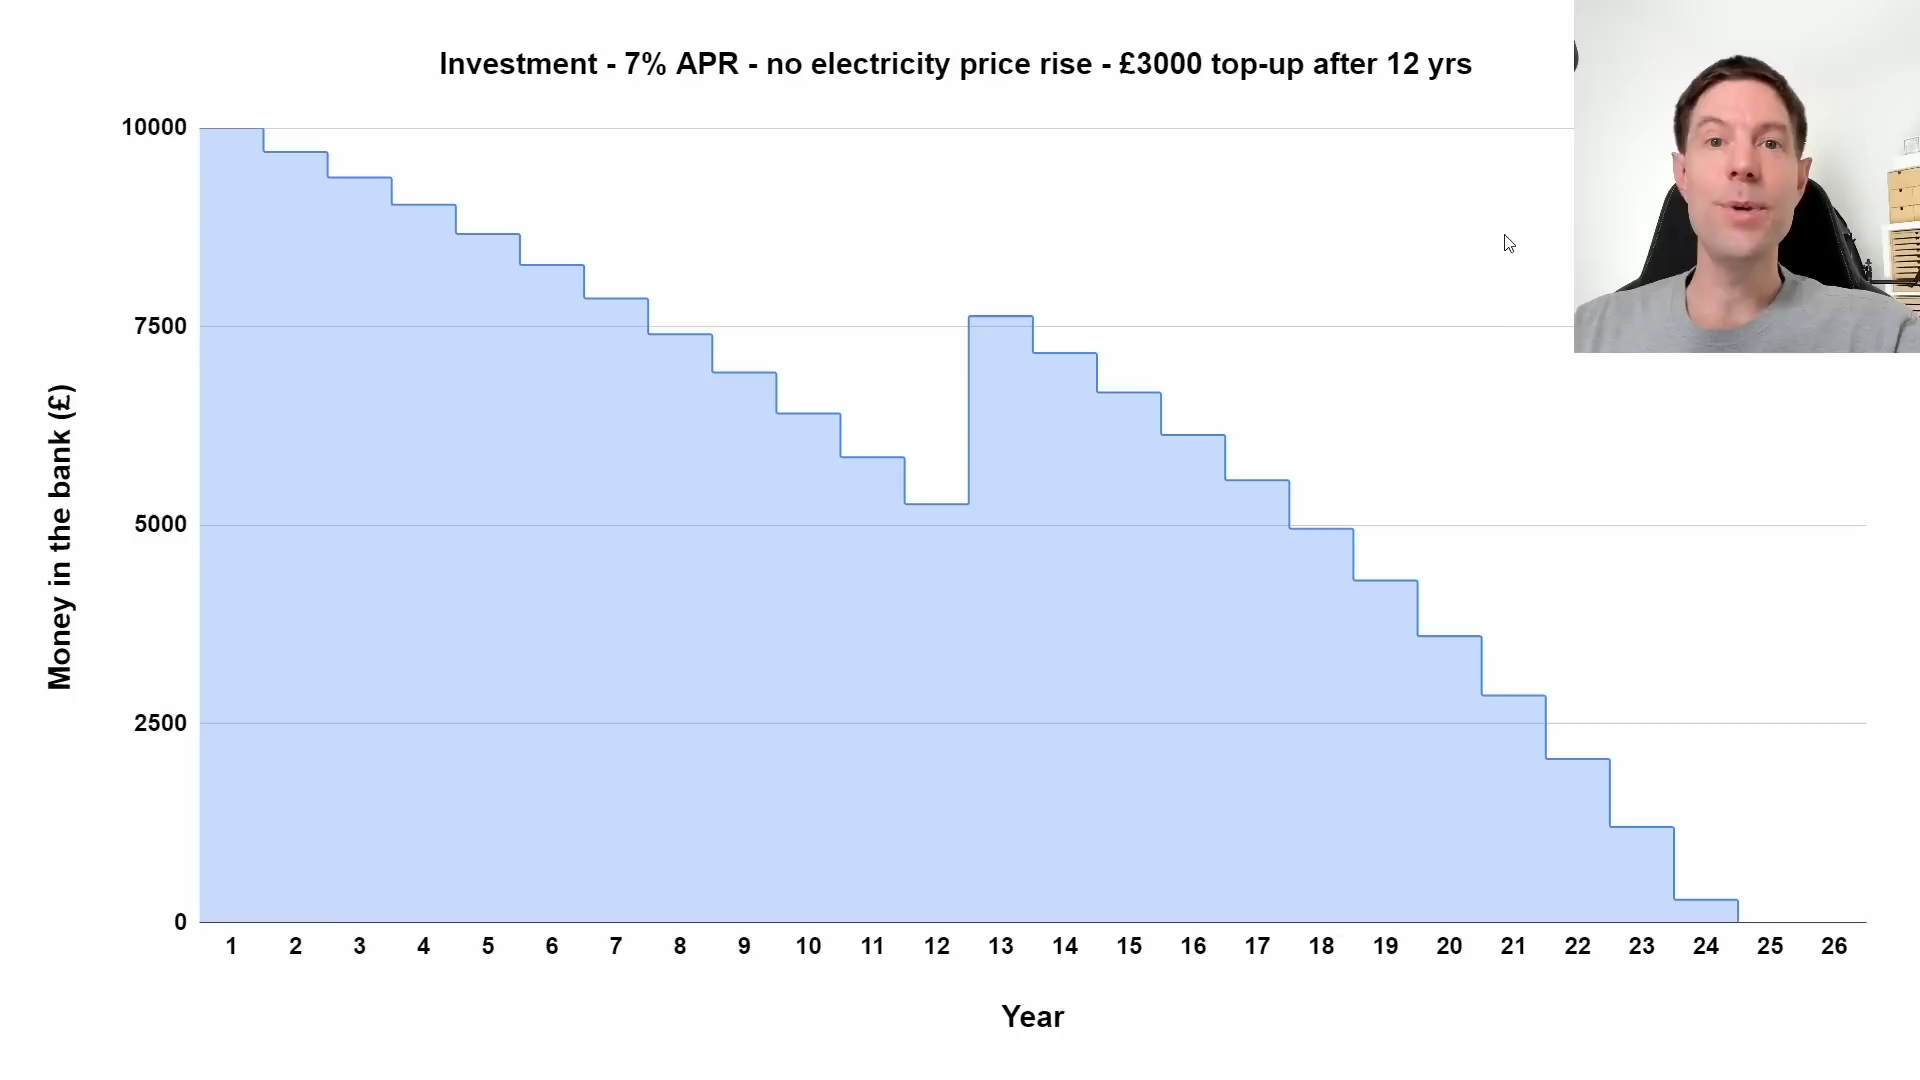 Investment - 7% APR - no electricity price rise - £3000 top-up after 12 yrs
10000
7500
5000
2500
0
Money in the bank (£)
1 2 3 4 5 6 7 8 9 10 11 12 13 14 15 16 17 18 19 20 21 22 23 24 25 26
Year